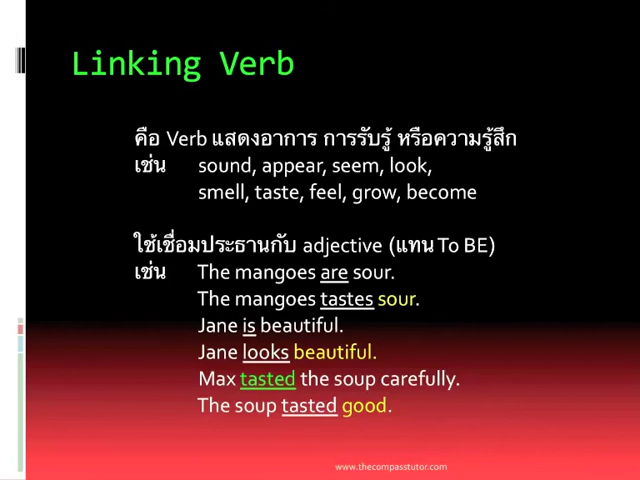 Linking Verb
คือ Verb แสดงอาการ การรับรู้ หรือความรู้สึก
เช่น sound, appear, seem, look,
smell, taste, feel, grow, become
ใช้เชื่อมประธานกับ adjective (แทน To BE)
เช่น The mangoes are sour.
The mangoes tastes sour.
Jane is beautiful.
Jane looks beautiful.
Max tasted the soup carefully.
The soup tasted good.
www.thecompasstutor.com